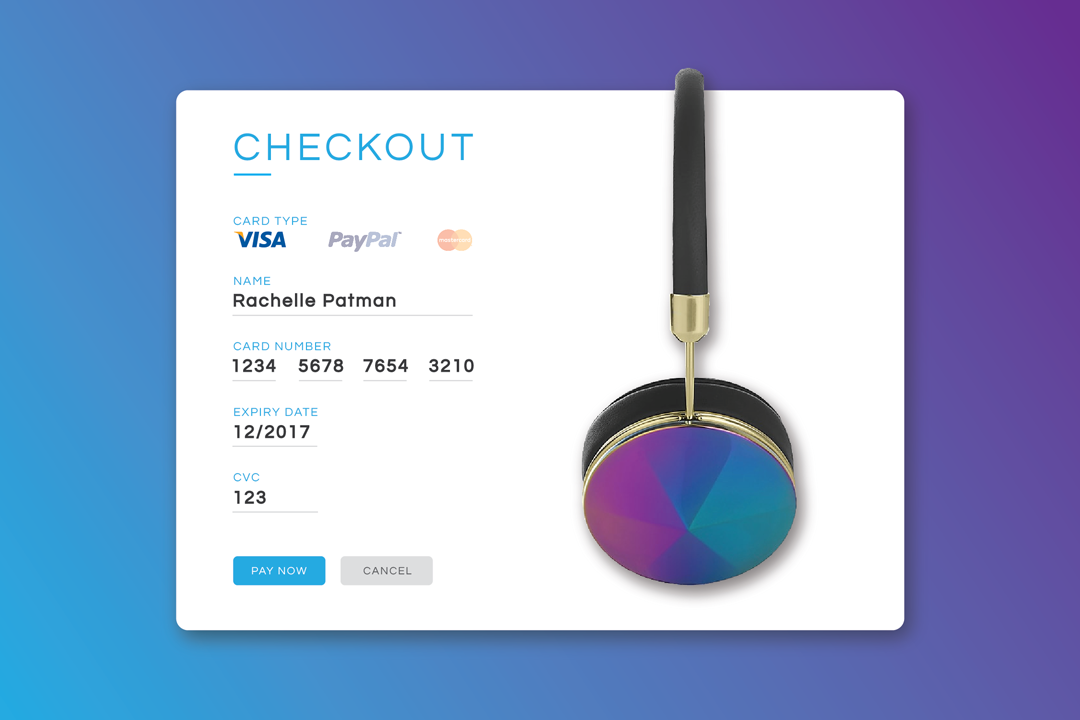 CHECKOUT
CARD TYPE
VISA PayPal mastercard
NAME
Rachelle Patman
CARD NUMBER
1234 5678 7654 3210
EXPIRY DATE
12/2017
CVC
123
PAY NOW CANCEL